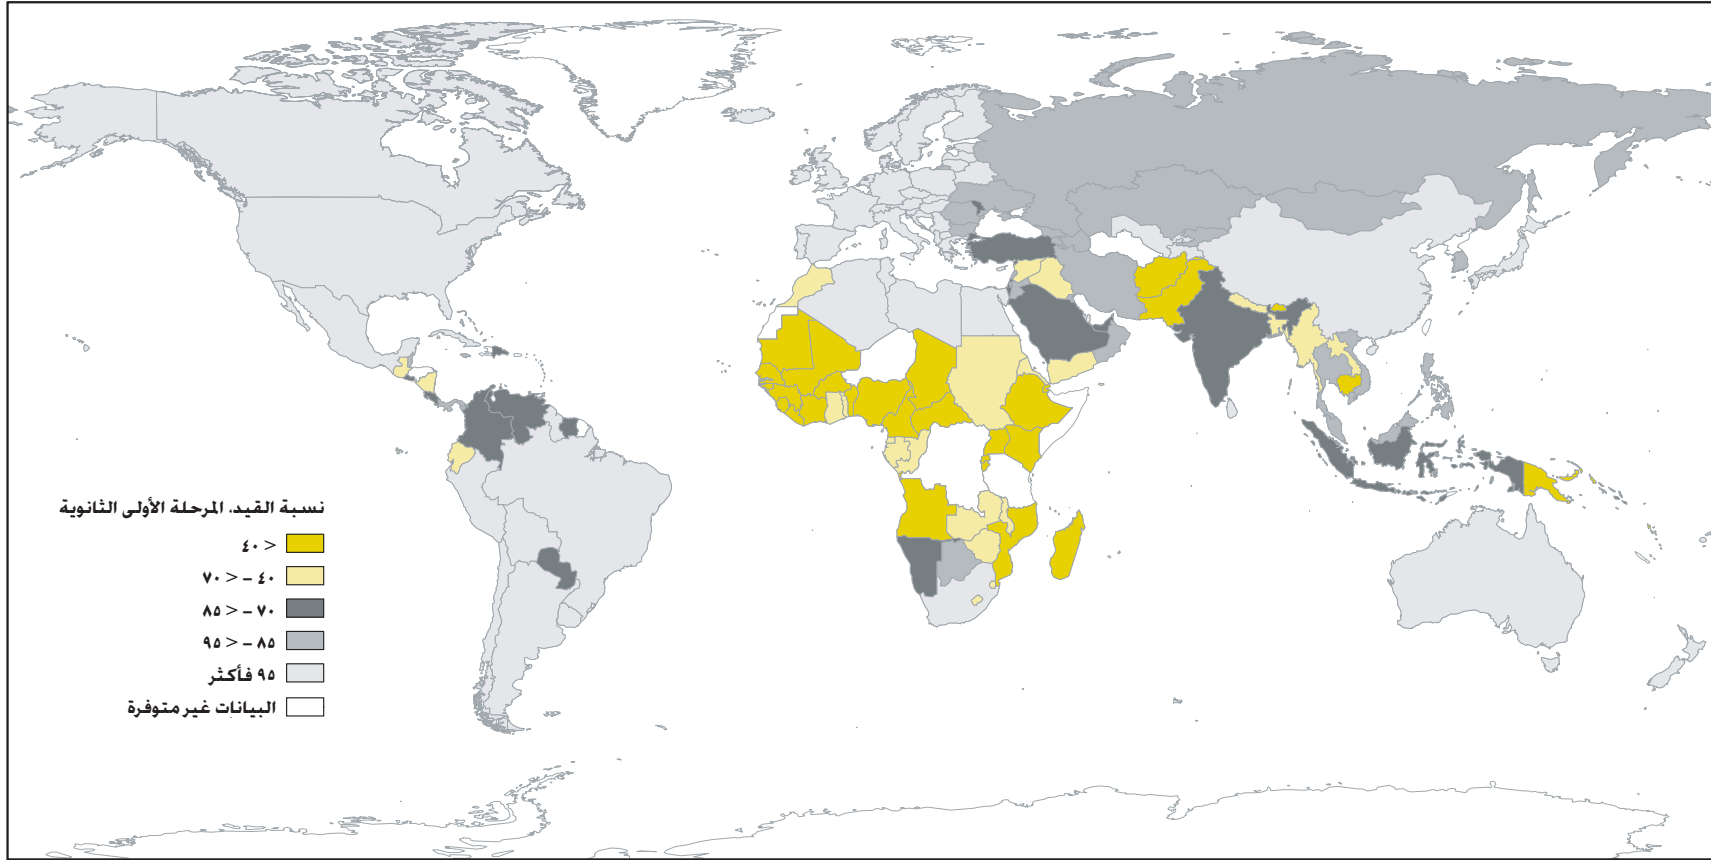 نسبة القيد، المرحلة الأولى الثانوية
< ٤٠
٤٠ – < ٧٠
٧٠ – < ٨٥
٨٥ – < ٩٥
٩٥ فأكثر
البيانات غير متوفرة